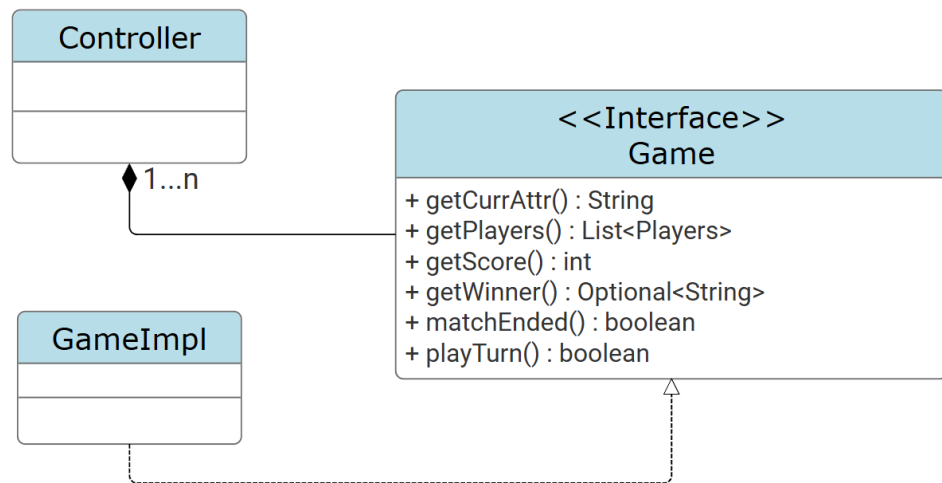 Controller
1...n
<<Interface>>
Game
+ getCurrAttr() : String
+ getPlayers() : List<Players>
+ getScore() : int
+ getWinner() : Optional<String>
+ matchEnded() : boolean
+ playTurn() : boolean
GameImpl